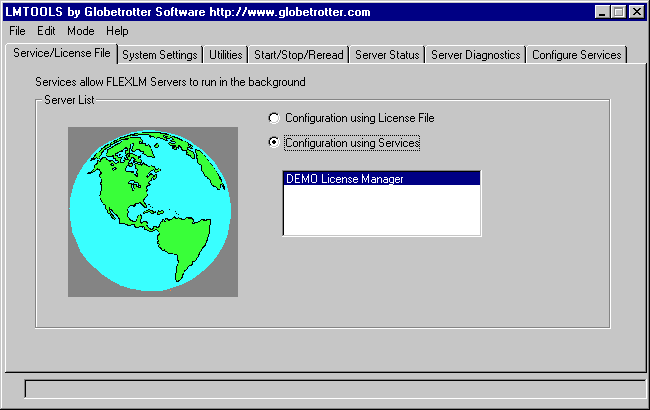 LMTOOLS by Globetrotter Software http://www.globetrotter.com
File Edit Mode Help
Service/License File System Settings Utilities Start/Stop/Reread Server Status Server Diagnostics Configure Services
Services allow FLEXLM Servers to run in the background
Server List
Configuration using License File
Configuration using Services
DEMO License Manager